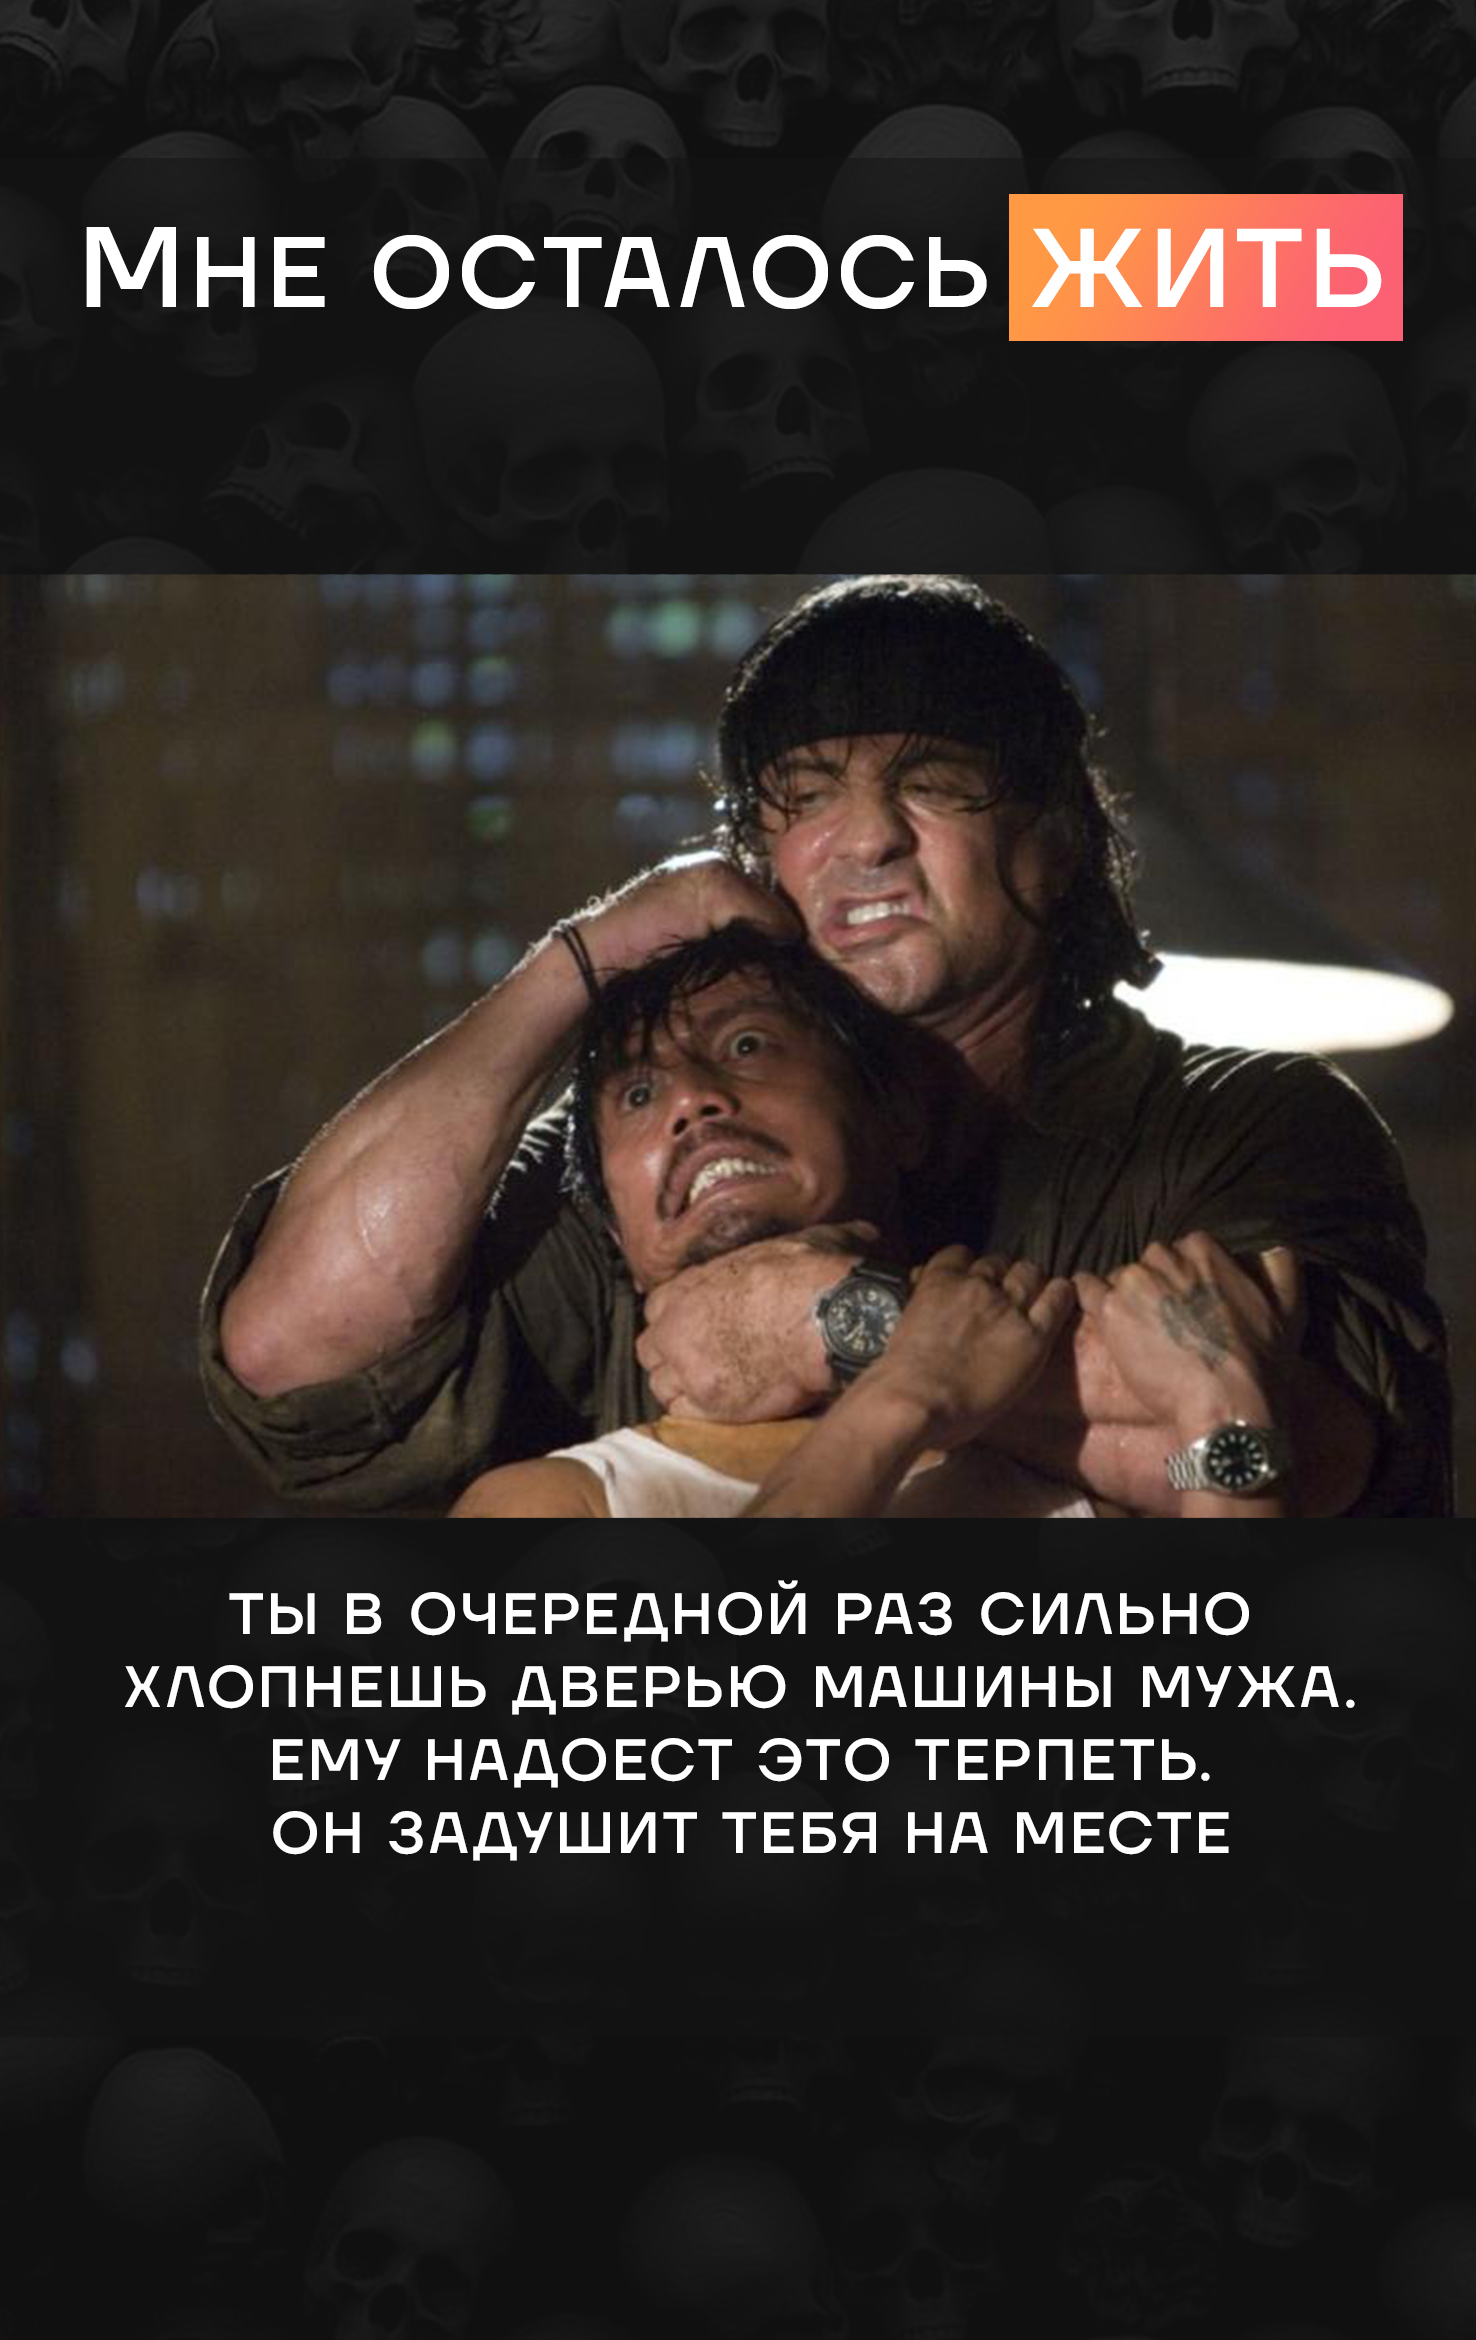 Мне осталось жить
ТЫ В ОЧЕРЕДНОЙ РАЗ СИЛЬНО
ХЛОПНЕШЬ ДВЕРЬЮ МАШИНЫ МУЖА.
ЕМУ НАДОЕСТ ЭТО ТЕРПЕТЬ.
ОН ЗАДУШИТ ТЕБЯ НА МЕСТЕ